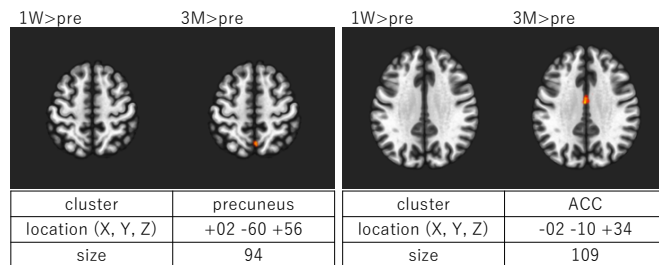 1W>pre 3M>pre 1W>pre 3M>pre
cluster precuneus cluster ACC
location (X, Y, Z) +02 -60 +56 location (X, Y, Z) -02 -10 +34
size 94 size 109